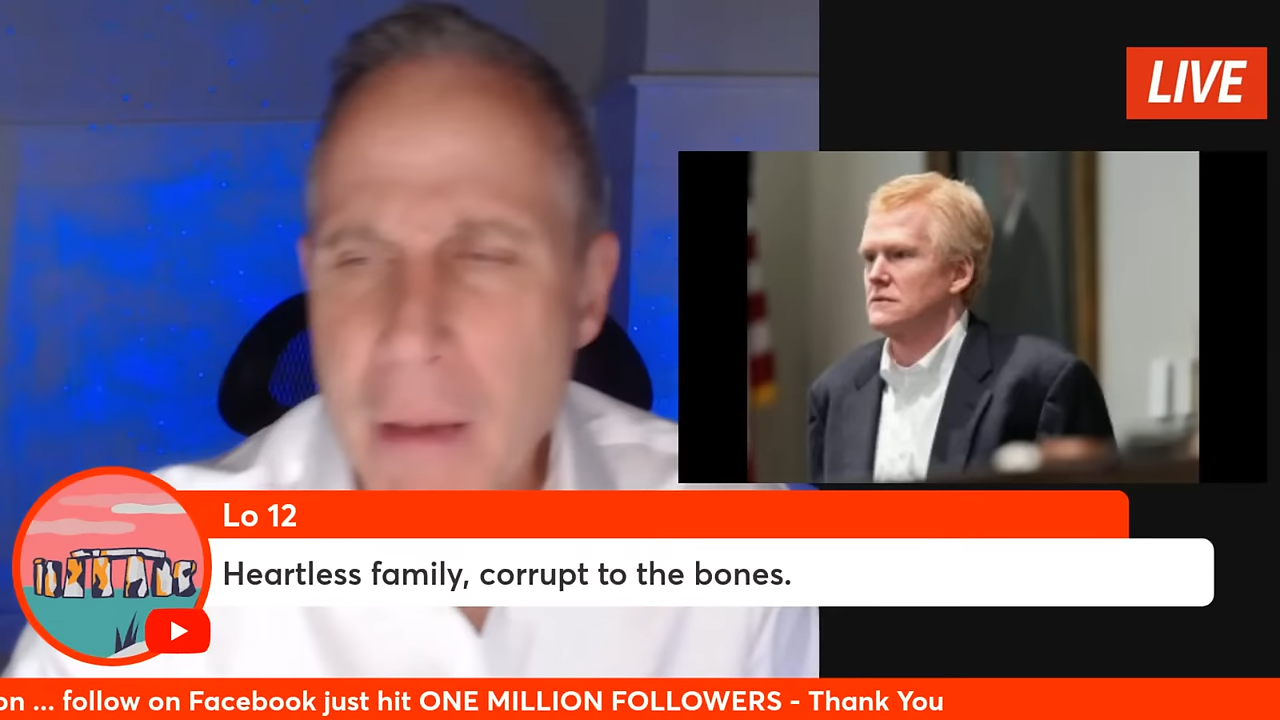 LIVE
Lo 12
Heartless family, corrupt to the bones.
on ... follow on Facebook just hit ONE MILLION FOLLOWERS - Thank You